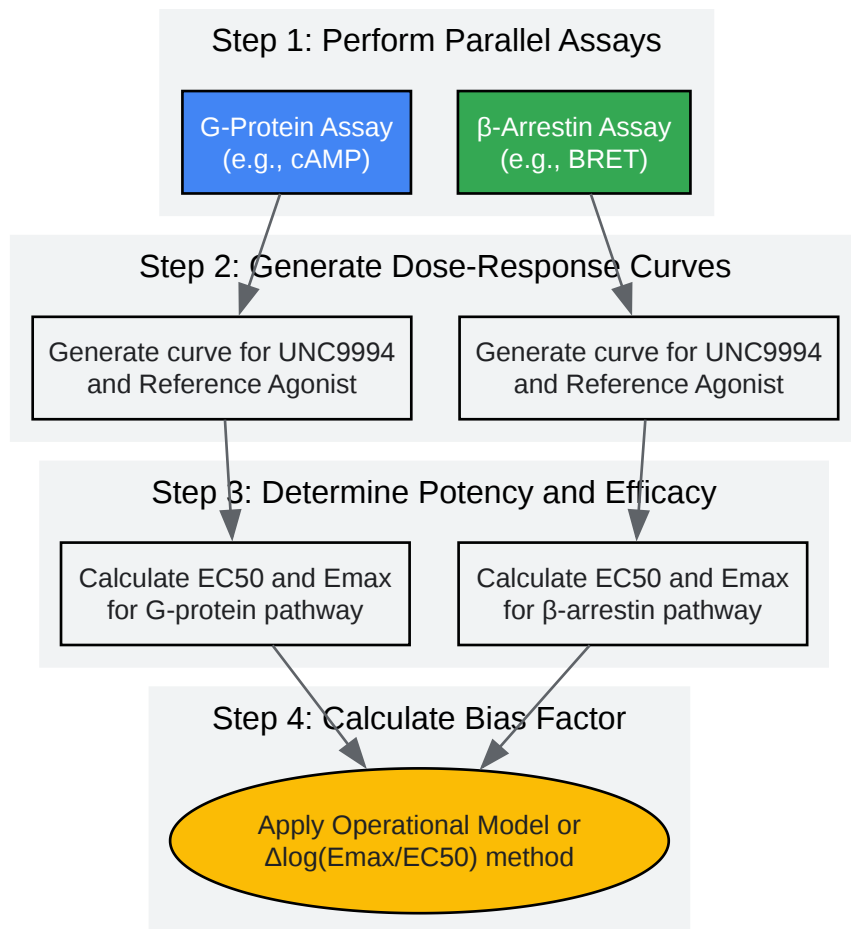 Step 1: Perform Parallel Assays
G-Protein Assay
(e.g., cAMP)
β-Arrestin Assay
(e.g., BRET)
Step 2: Generate Dose-Response Curves
Generate curve for UNC9994
and Reference Agonist
Generate curve for UNC9994
and Reference Agonist
Step 3: Determine Potency and Efficacy
Calculate EC50 and Emax
for G-protein pathway
Calculate EC50 and Emax
for β-arrestin pathway
Step 4: Calculate Bias Factor
Apply Operational Model or
Δlog(Emax/EC50) method